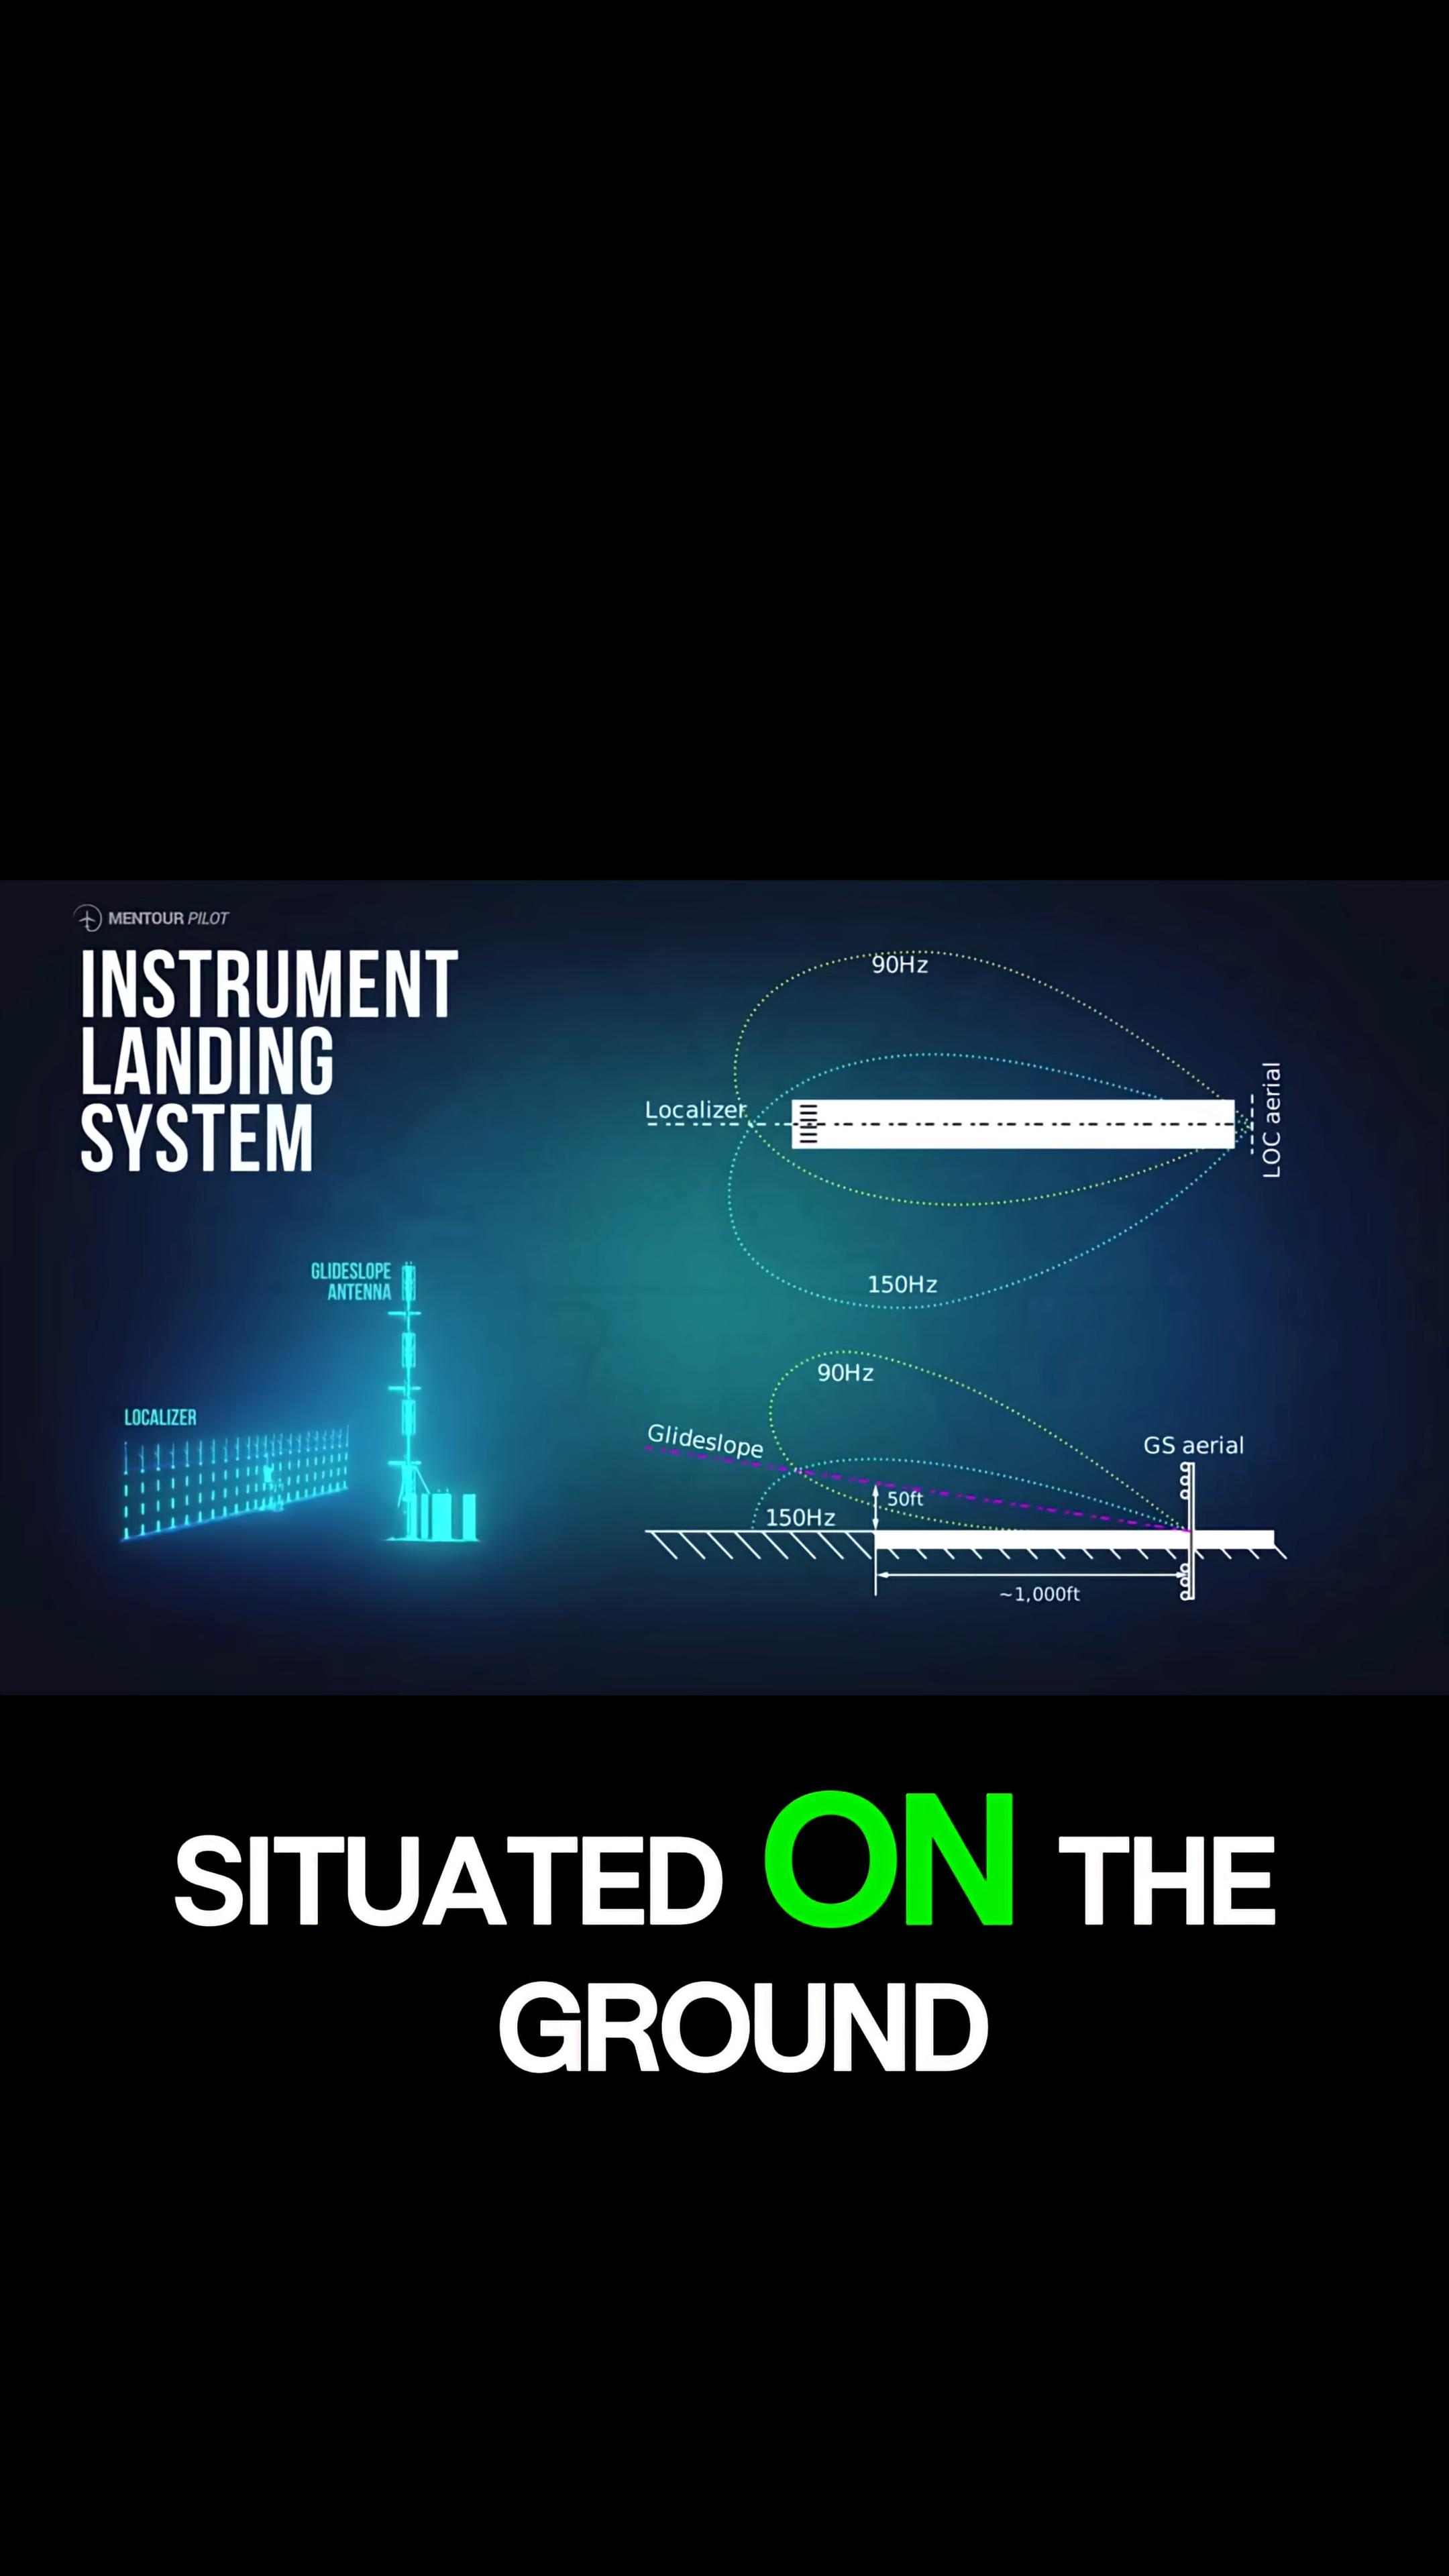 MENTOUR PILOT
INSTRUMENT
LANDING
SYSTEM
90Hz
Localizer
LOC aerial
150Hz
GLIDESLOPE
ANTENNA
LOCALIZER
90Hz
Glideslope
GS aerial
50ft
150Hz
~1,000ft
SITUATED ON THE
GROUND